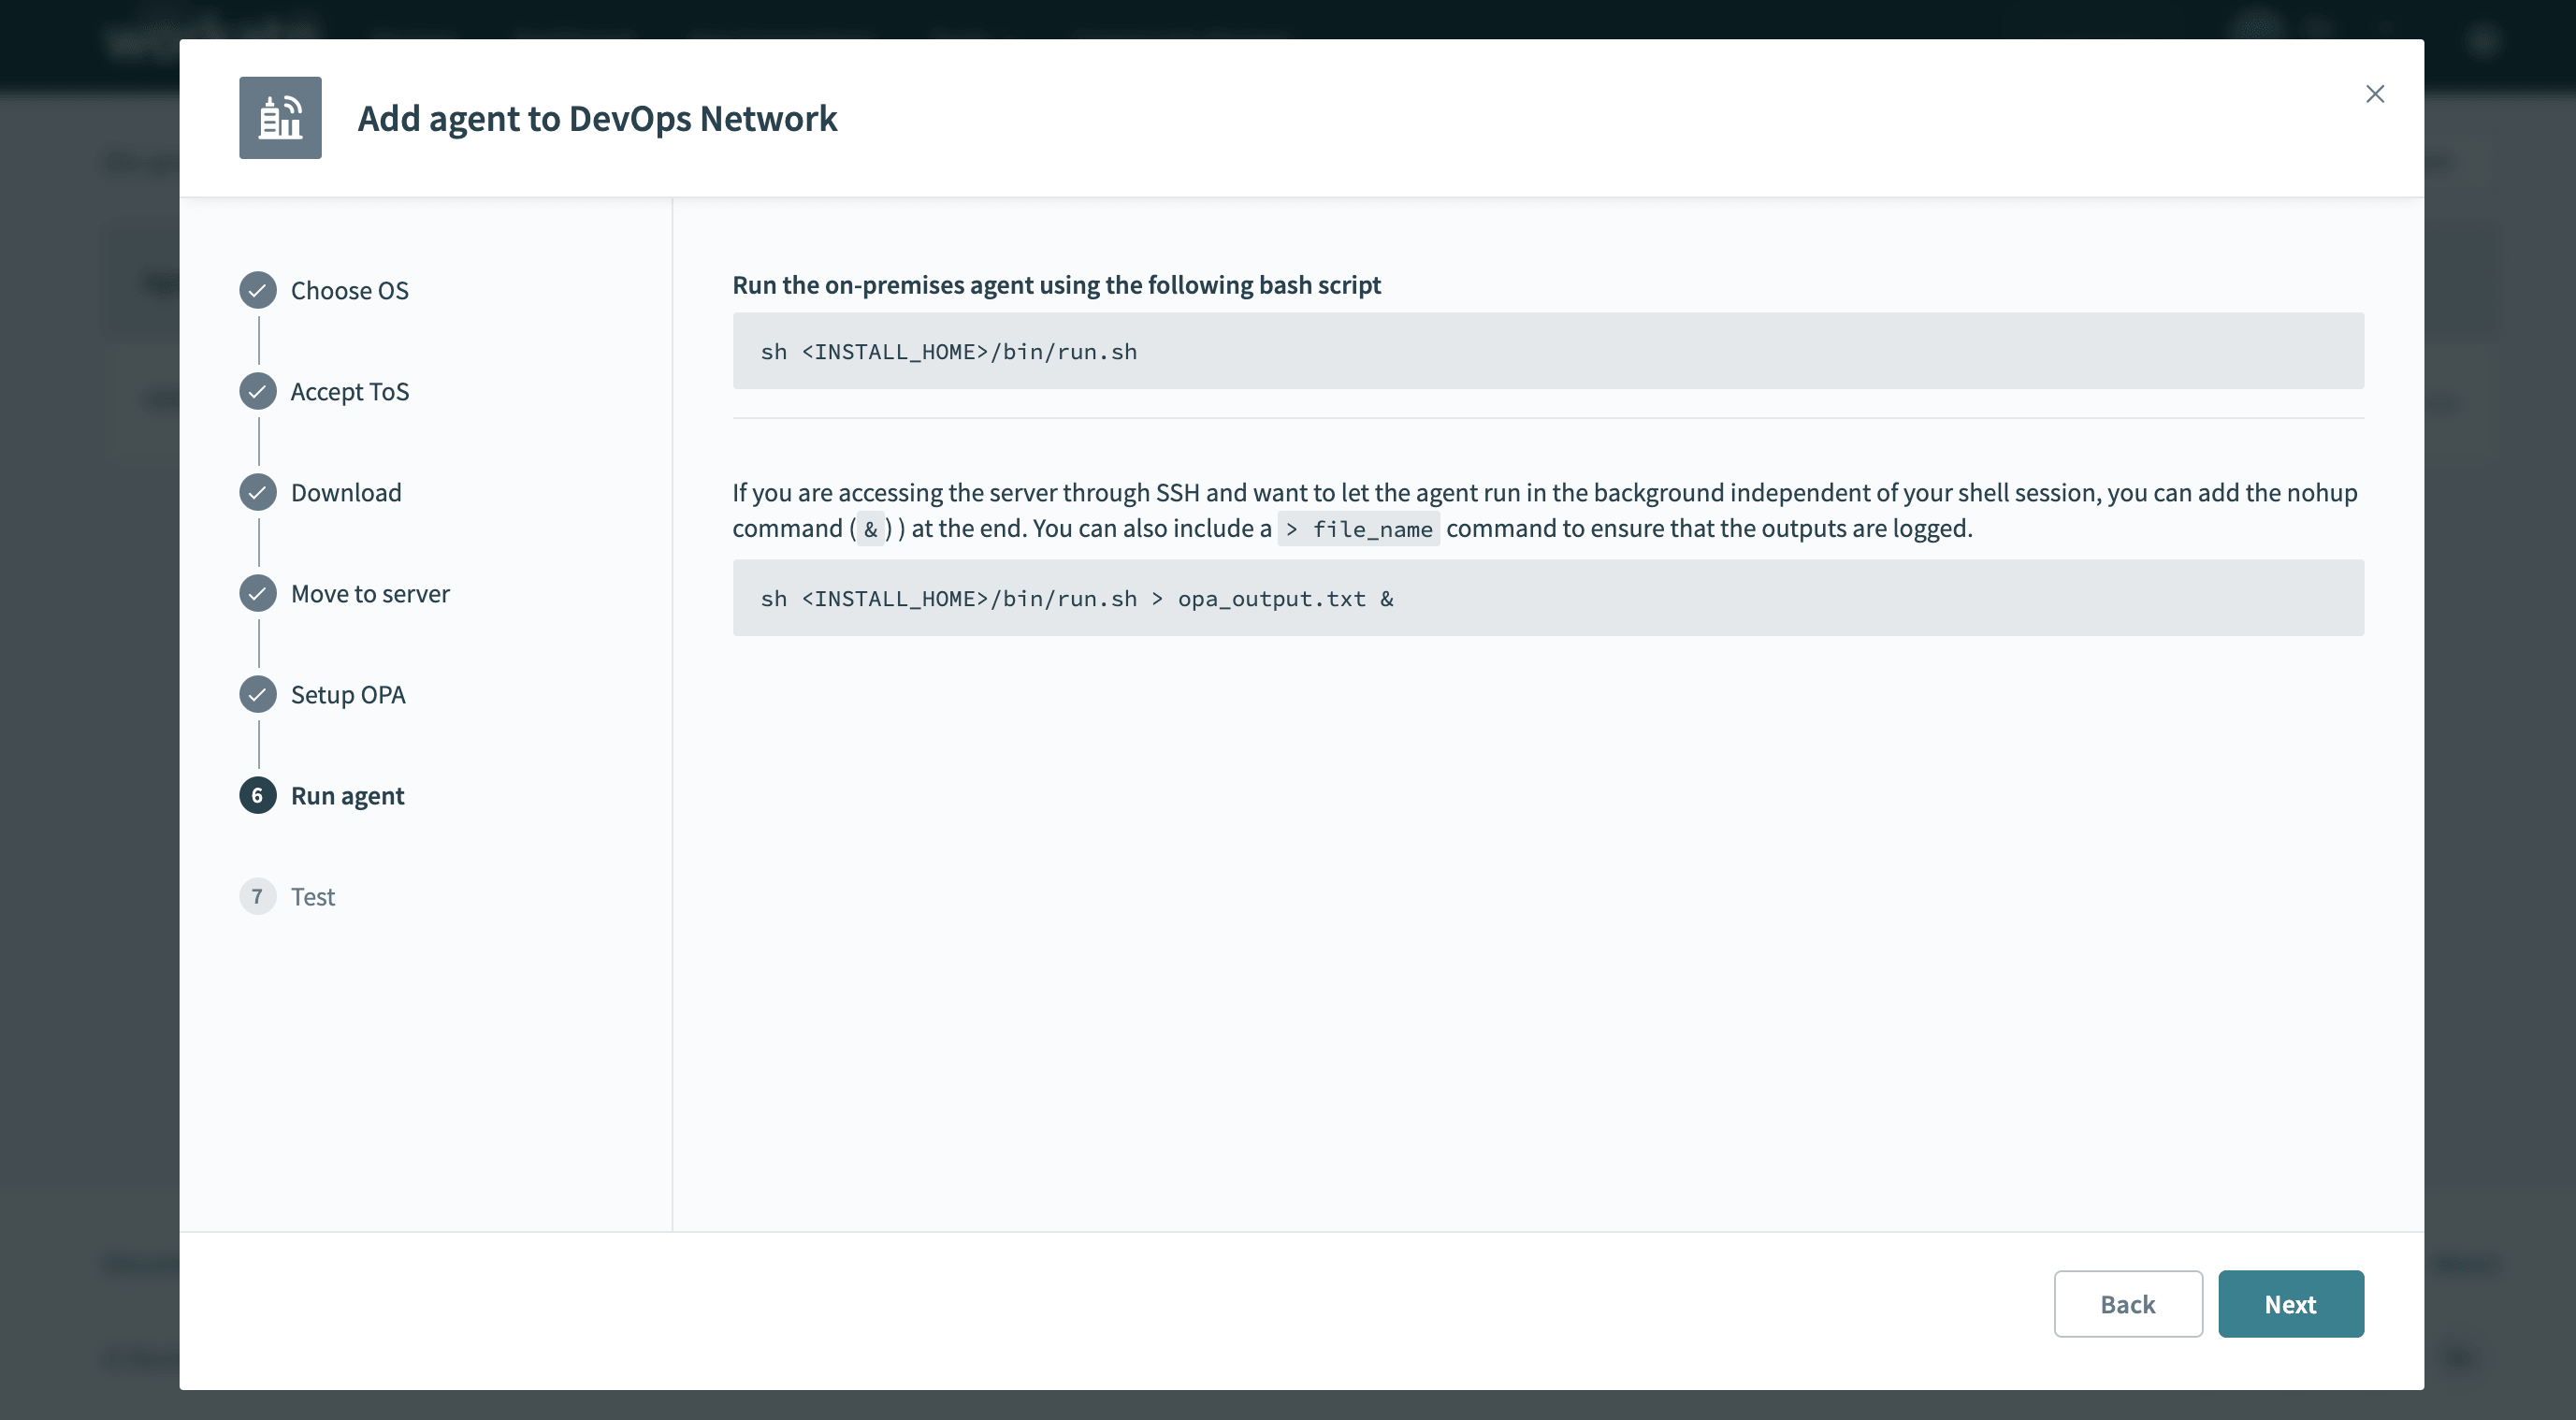 Add agent to DevOps Network
Choose OS
Accept ToS
Download
Move to server
Setup OPA
6 Run agent
7 Test
Run the on-premises agent using the following bash script
sh <INSTALL_HOME>/bin/run.sh
If you are accessing the server through SSH and want to let the agent run in the background independent of your shell session, you can add the nohup
command (&) ) at the end. You can also include a > file_name command to ensure that the outputs are logged.
sh <INSTALL_HOME>/bin/run.sh > opa_output.txt &
Back
Next